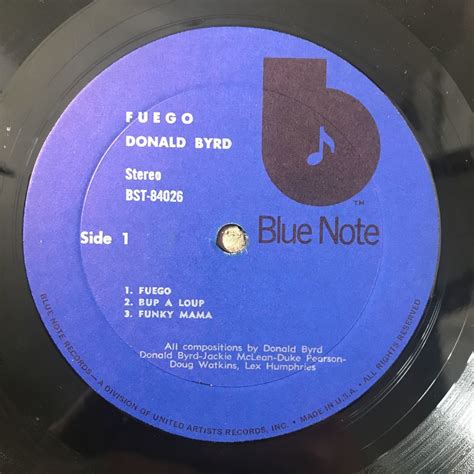 FUEGO
DONALD BYRD
Stereo
BST-84026
Side 1
TM
Blue Note
1. FUEGO
2. BUP A LOUP
3. FUNKY MAMA
All compositions by Donald Byrd
Donald Byrd-Jackie McLean-Duke Pearson-
Doug Watkins, Lex Humphries
BLUE NOTE RECORDS — A DIVISION OF UNITED ARTISTS RECORDS, INC. • MADE IN U.S.A. • ALL RIGHTS RESERVED